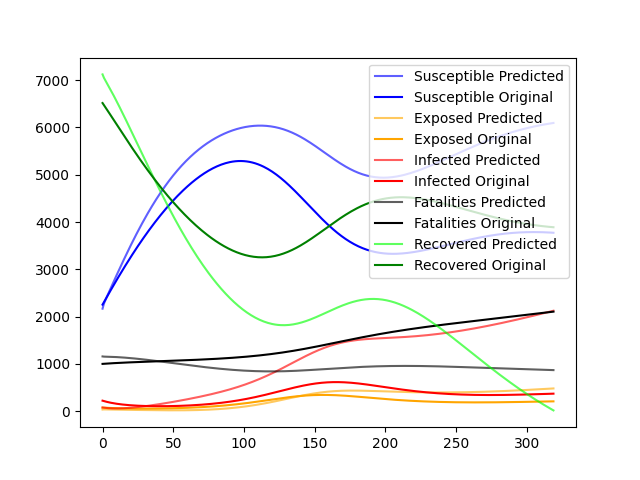 7000
6000
5000
4000
3000
2000
1000
0
0 50 100 150 200 250 300
Susceptible Predicted
Susceptible Original
Exposed Predicted
Exposed Original
Infected Predicted
Infected Original
Fatalities Predicted
Fatalities Original
Recovered Predicted
Recovered Original